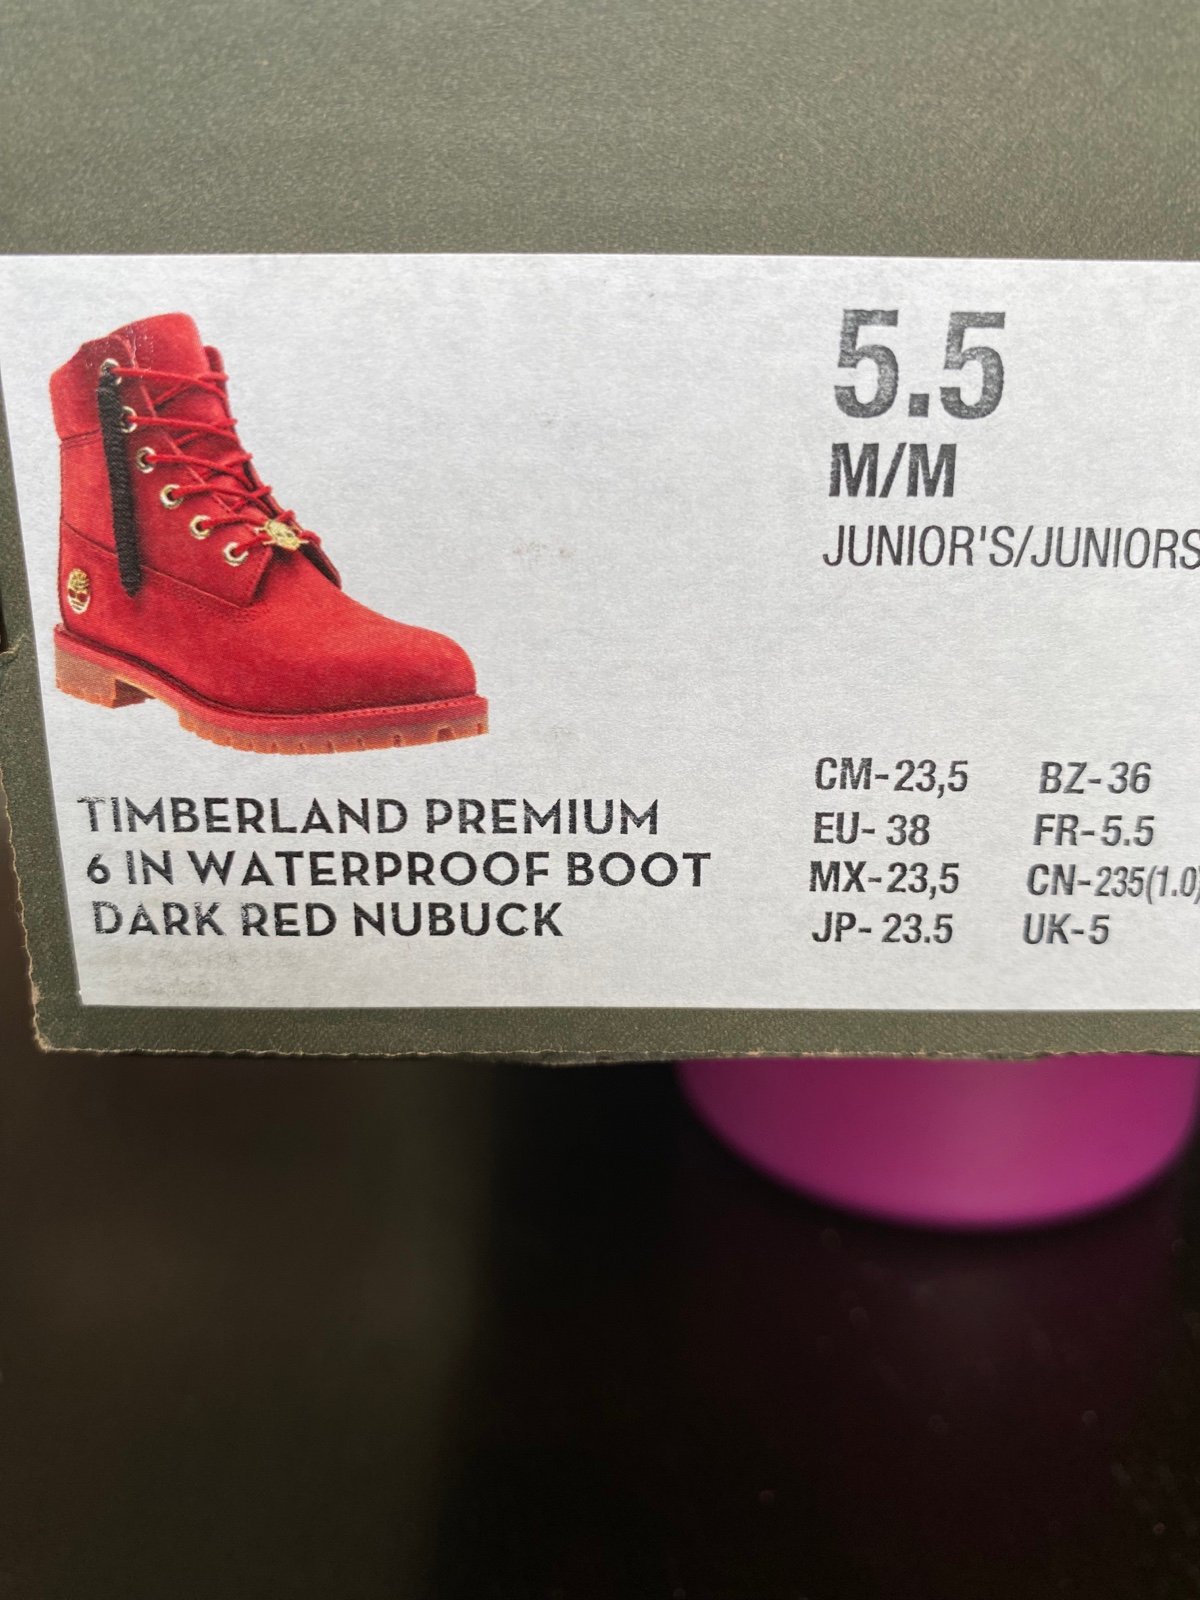 5.5
M/M
JUNIOR'S/JUNIORS
TIMBERLAND PREMIUM
6 IN WATERPROOF BOOT
DARK RED NUBUCK
CM-23,5 BZ-36
EU-38 FR-5.5
MX-23,5 CN-235(1.0)
JP-23.5 UK-5